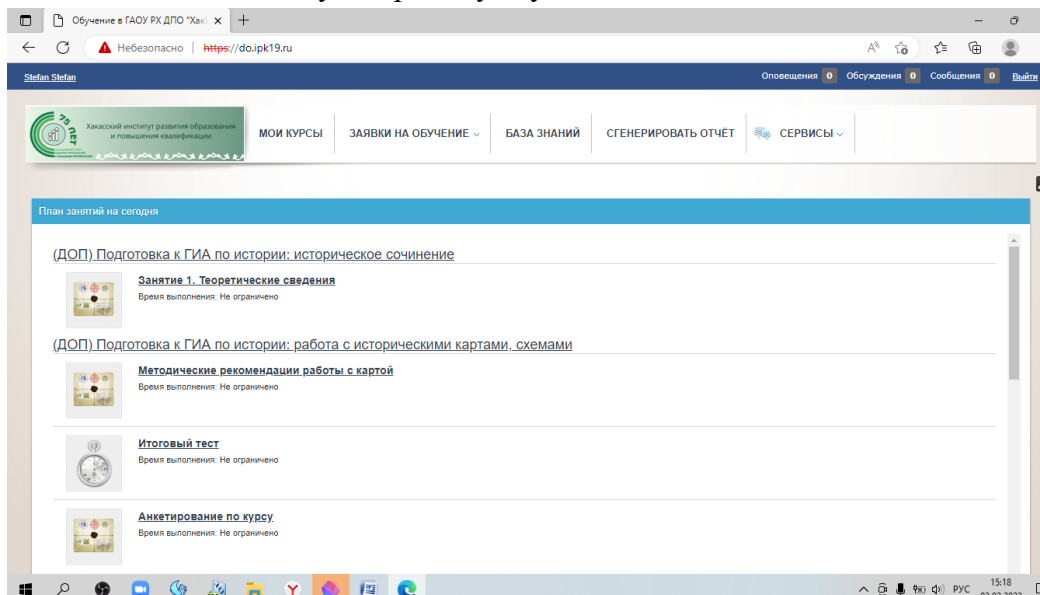 Обучение в ГАОУ РХ ДПО "Хак
Небезопасно | https://do.ipk19.ru
Stefan Stefan
Оповещения 0 Обсуждения 0 Сообщения 0 Выйти
75 лет
Хакасский институт развития образования
и повышения квалификации
МОИ КУРСЫ
ЗАЯВКИ НА ОБУЧЕНИЕ
БАЗА ЗНАНИЙ
СГЕНЕРИРОВАТЬ ОТЧЁТ
СЕРВИСЫ
План занятий на сегодня
(ДОП) Подготовка к ГИА по истории: историческое сочинение
Занятие 1. Теоретические сведения
Время выполнения: Не ограничено
(ДОП) Подготовка к ГИА по истории: работа с историческими картами, схемами
Методические рекомендации работы с картой
Время выполнения: Не ограничено
Итоговый тест
Время выполнения: Не ограничено
Анкетирование по курсу
Время выполнения: Не ограничено
РУС
15:18